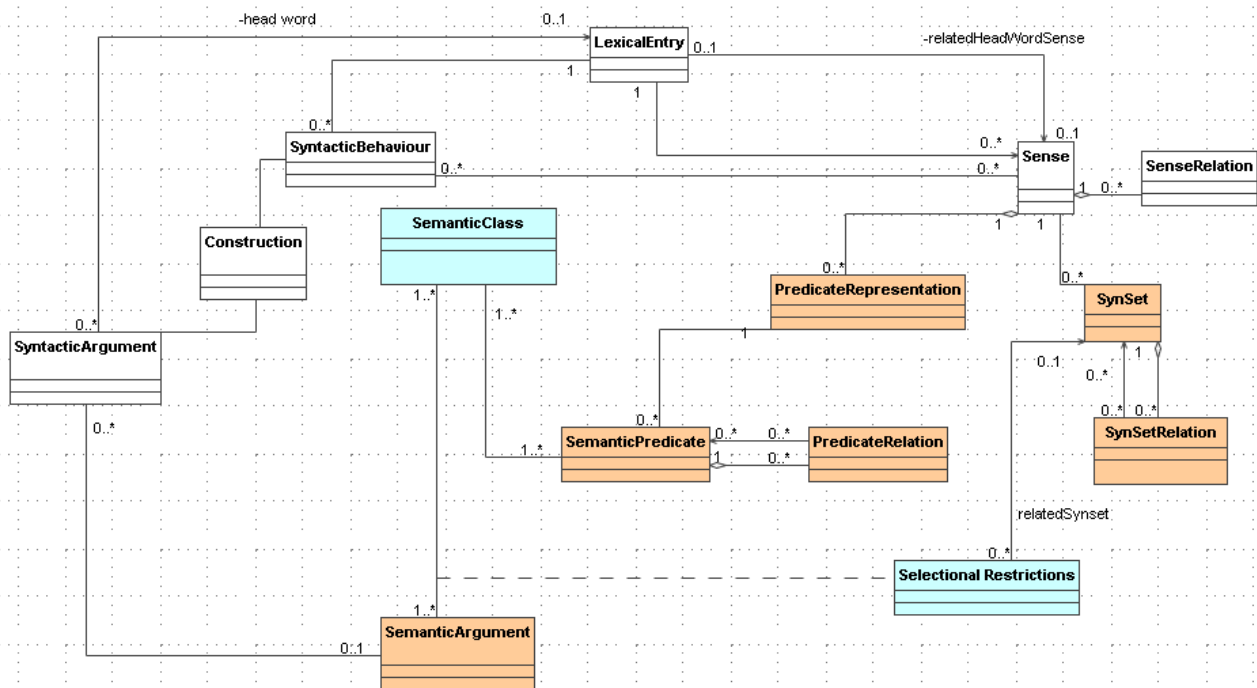 -head word
0..1
LexicalEntry
0..1
-relatedHeadWordSense
1
1
0..*
0..1
SyntacticBehaviour
0..*
Sense
0..*
0..*
SenseRelation
1
0..*
SemanticClass
1
1
Construction
0..*
0..*
PredicateRepresentation
1..*
SynSet
1..*
0..*
1
SyntacticArgument
0..1
1
0..*
0..*
0..*
0..*
0..*
SemanticPredicate
0..*
0..*
PredicateRelation
SynSetRelation
1..*
1
0..*
relatedSynset
0..*
Selectional Restrictions
1..*
SemanticArgument
0..1